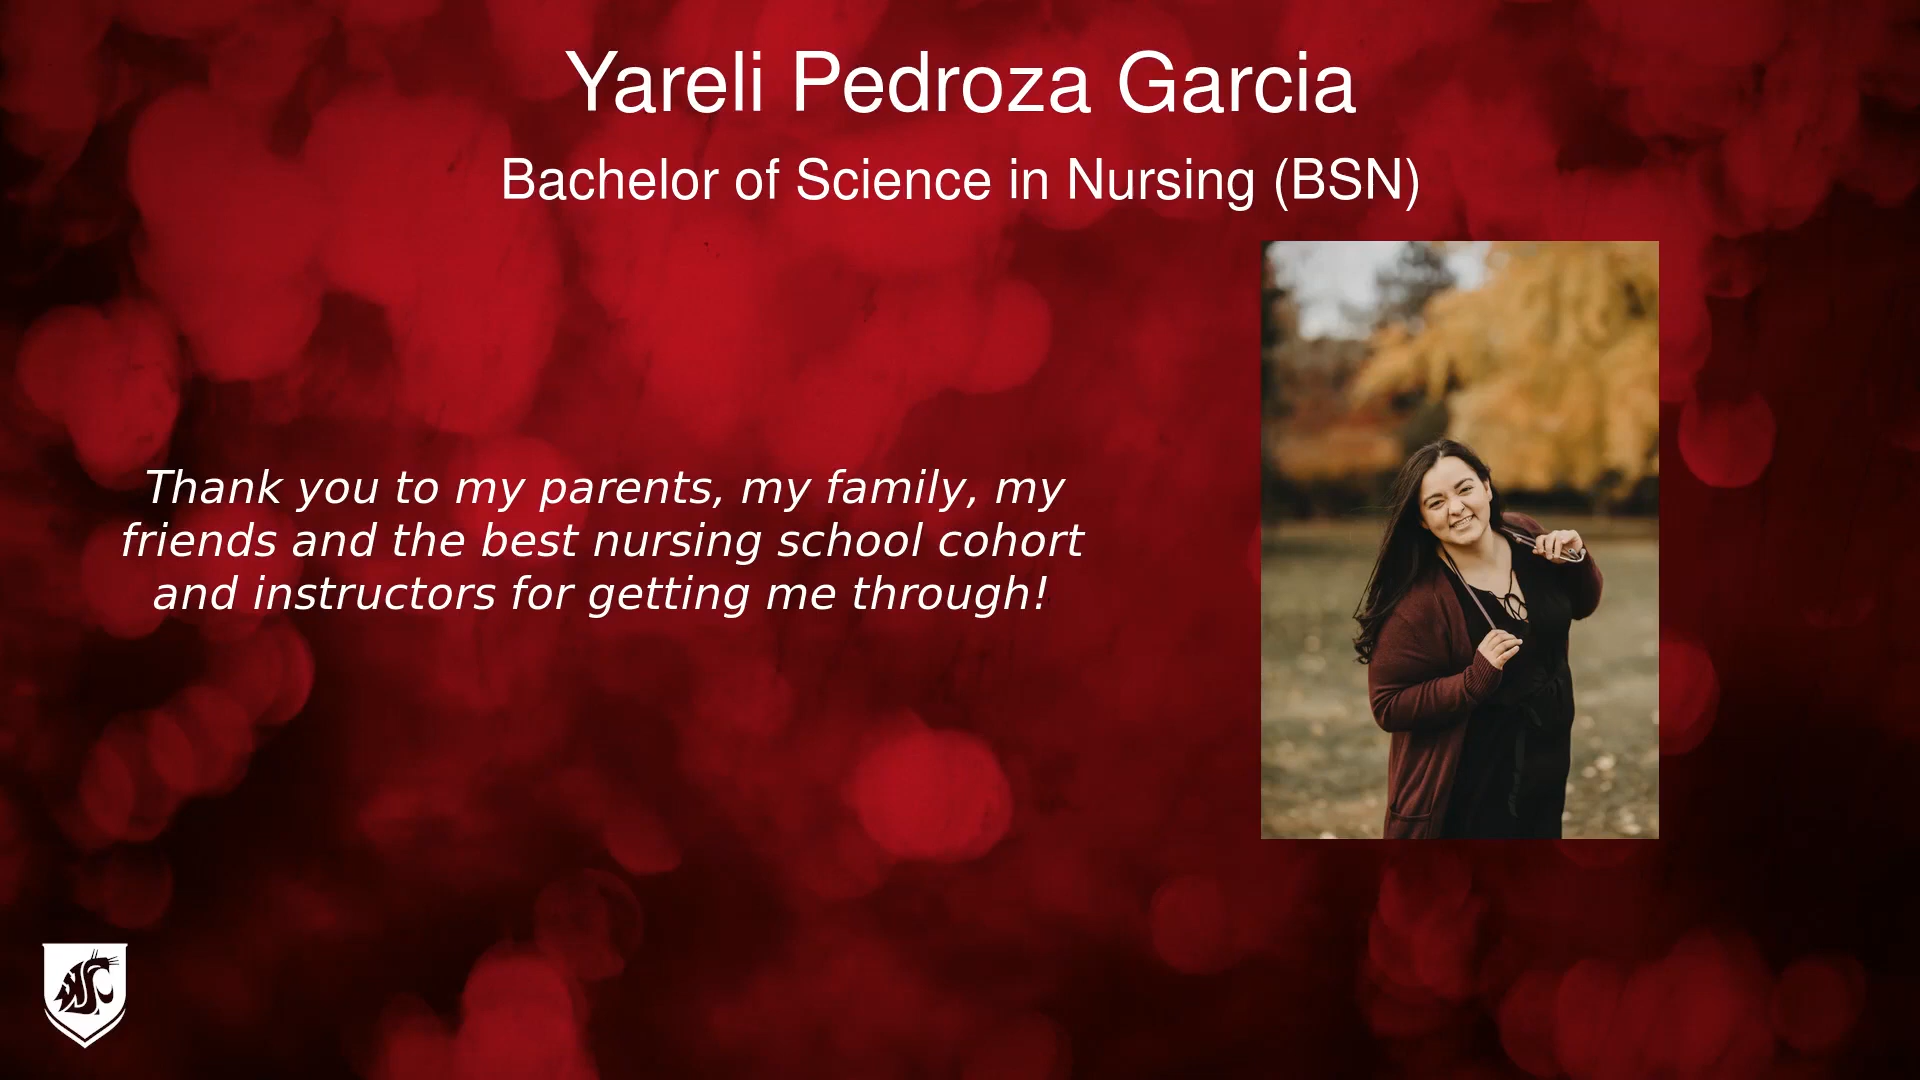 Yareli Pedroza Garcia
Bachelor of Science in Nursing (BSN)
Thank you to my parents, my family, my
friends and the best nursing school cohort
and instructors for getting me through!